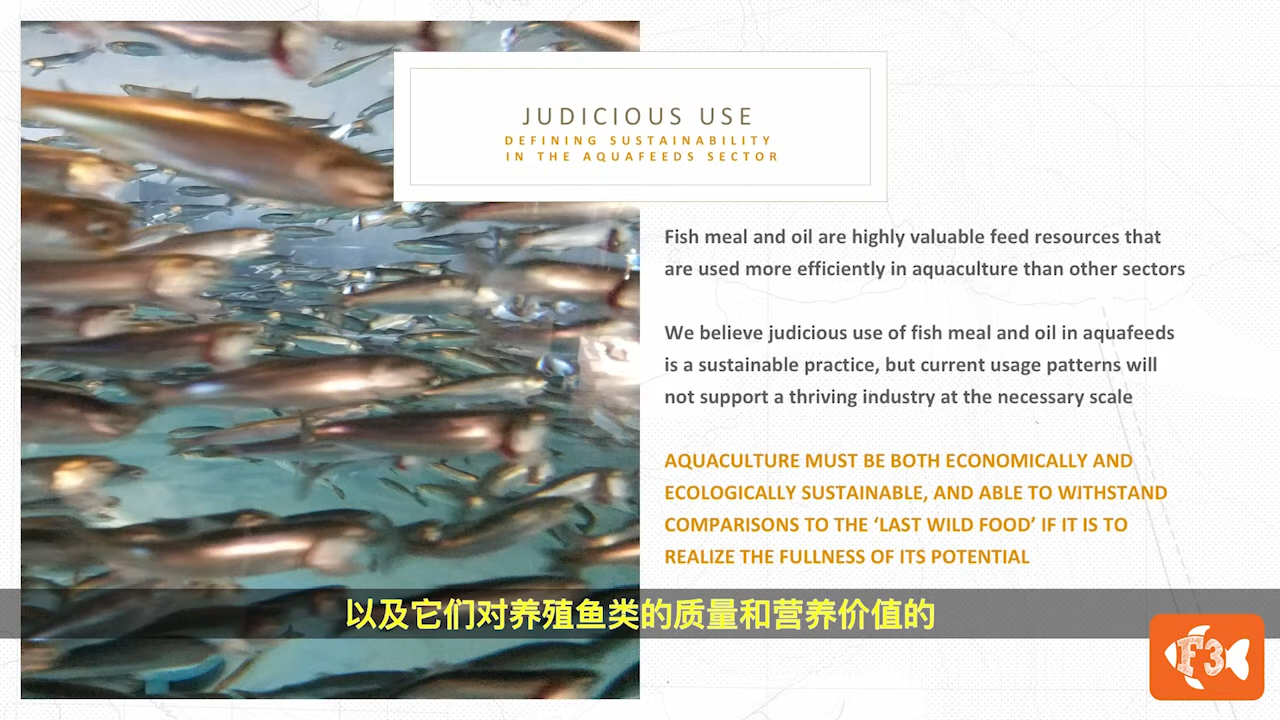 JUDICIOUS USE
DEFINING SUSTAINABILITY
IN THE AQUAFEEDS SECTOR
Fish meal and oil are highly valuable feed resources that
are used more efficiently in aquaculture than other sectors
We believe judicious use of fish meal and oil in aquafeeds
is a sustainable practice, but current usage patterns will
not support a thriving industry at the necessary scale
AQUACULTURE MUST BE BOTH ECONOMICALLY AND
ECOLOGICALLY SUSTAINABLE, AND ABLE TO WITHSTAND
COMPARISONS TO THE ‘LAST WILD FOOD’ IF IT IS TO
REALIZE THE FULLNESS OF ITS POTENTIAL
以及它们对养殖鱼类的质量和营养价值的
F3